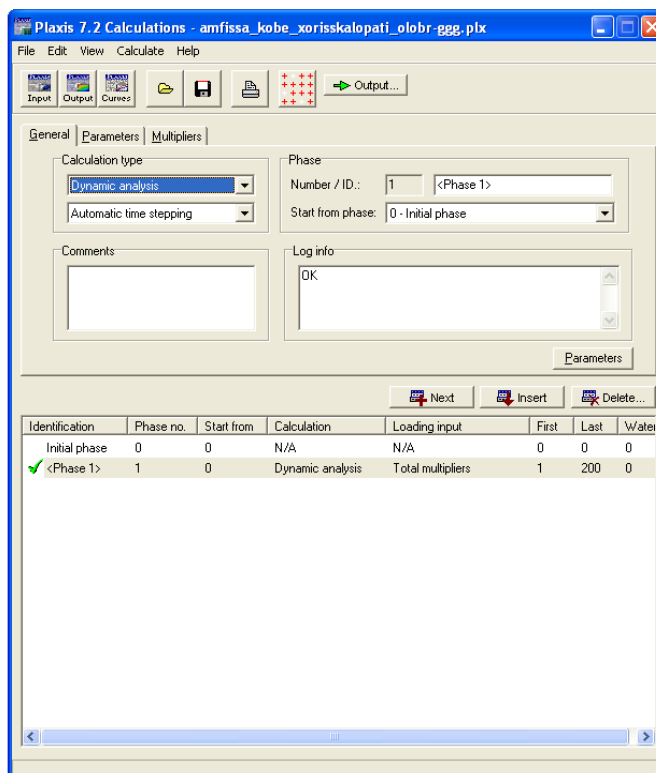 Plaxis 7.2 Calculations - amfissa_kobe_xorisskalopati_olobr-ggg.plx
File Edit View Calculate Help
Input Output Curves Output...
General Parameters Multipliers
Calculation type
Dynamic analysis
Automatic time stepping
Phase
Number / ID.: 1 <Phase 1>
Start from phase: 0 - Initial phase
Comments
Log info
OK
Parameters
Next Insert Delete...
Identification Phase no. Start from Calculation Loading input First Last Water
Initial phase 0 0 N/A N/A 0 0 0
<Phase 1> 1 0 Dynamic analysis Total multipliers 1 200 0